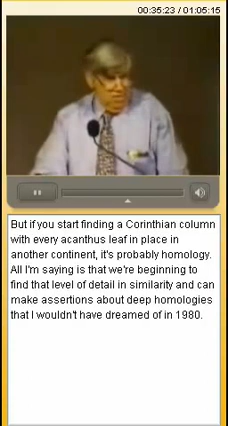 00:35:23 / 01:05:15
But if you start finding a Corinthian column
with every acanthus leaf in place in
another continent, it's probably homology.
All I'm saying is that we're beginning to
find that level of detail in similarity and can
make assertions about deep homologies
that I wouldn't have dreamed of in 1980.